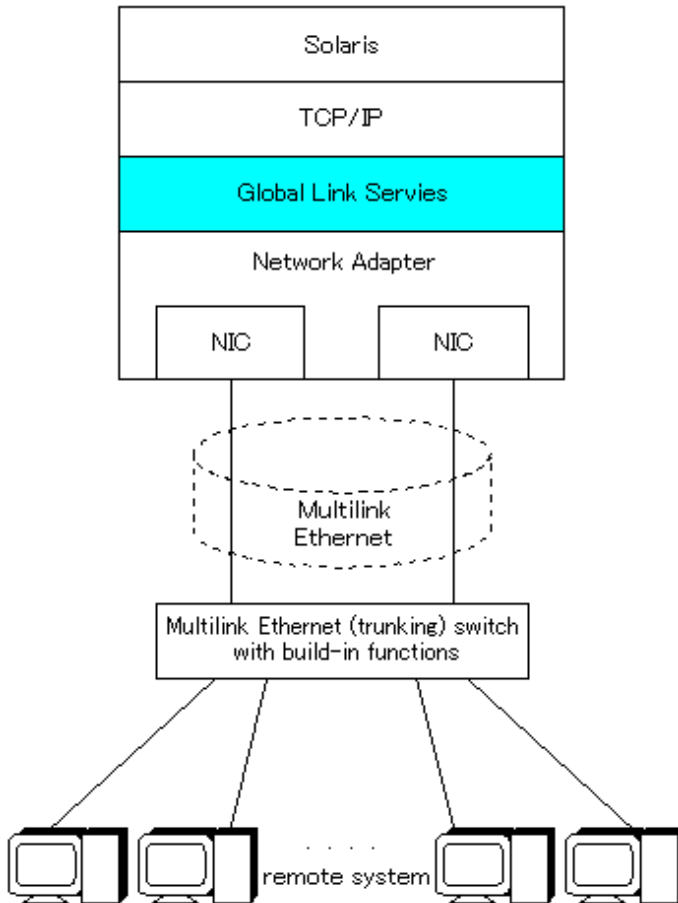 Solaris
TCP/IP
Global Link Servies
Network Adapter
NIC
NIC
Multilink
Ethernet
Multilink Ethernet (trunking) switch
with build-in functions
. . . .
remote system